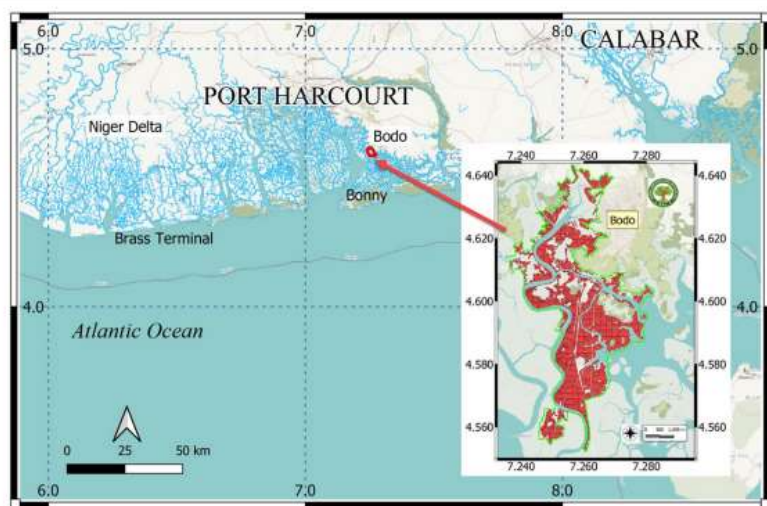 CALABAR
5.0
5.0
PORT HARCOURT
Niger Delta
Bodo
Bonny
Brass Terminal
4.0
4.0
Atlantic Ocean
0 25 50 km
6.0 7.0 8.0
6.0 7.0 8.0
7.240 7.260 7.280
4.640 4.640
Bodo
4.620 4.620
4.600 4.600
4.580 4.580
4.560 4.560
7.240 7.260 7.280